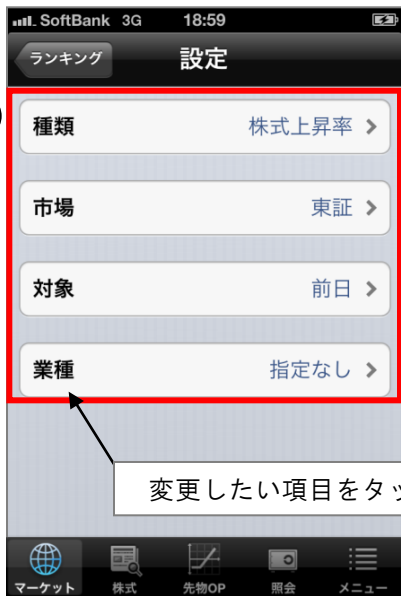 SoftBank 3G 18:59
ランキング 設定
種類 株式上昇率
市場 東証
対象 前日
業種 指定なし
変更したい項目をタッ
マーケット 株式 先物OP 照会 メニュー